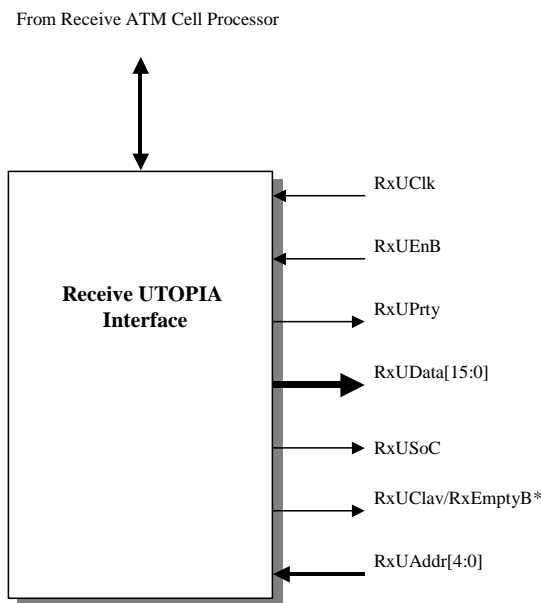 From Receive ATM Cell Processor
RxUClk
RxUEnB
Receive UTOPIA
Interface
RxUPrty
RxUData[15:0]
RxUSoC
RxUClav/RxEmptyB*
RxUAddr[4:0]